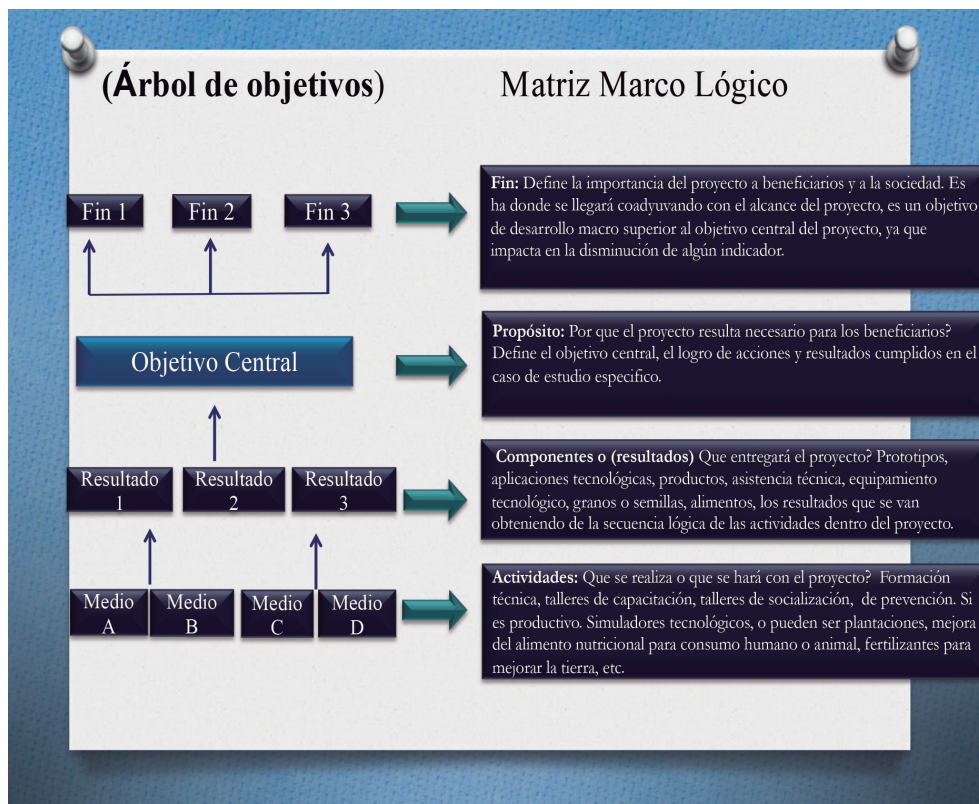 (Árbol de objetivos)
Matriz Marco Lógico
Fin 1
Fin 2
Fin 3
Fin: Define la importancia del proyecto a beneficiarios y a la sociedad. Es
ha donde se llegará coadyuvando con el alcance del proyecto, es un objetivo
de desarrollo macro superior al objetivo central del proyecto, ya que
impacta en la disminución de algún indicador.
Objetivo Central
Propósito: Por que el proyecto resulta necesario para los beneficiarios?
Define el objetivo central, el logro de acciones y resultados cumplidos en el
caso de estudio especifico.
Resultado
1
Resultado
2
Resultado
3
Componentes o (resultados) Que entregará el proyecto? Prototipos,
aplicaciones tecnológicas, productos, asistencia técnica, equipamiento
tecnológico, granos o semillas, alimentos, los resultados que se van
obteniendo de la secuencia lógica de las actividades dentro del proyecto.
Medio
A
Medio
B
Medio
C
Medio
D
Actividades: Que se realiza o que se hará con el proyecto? Formación
técnica, talleres de capacitación, talleres de socialización, de prevención. Si
es productivo. Simuladores tecnológicos, o pueden ser plantaciones, mejora
del alimento nutricional para consumo humano o animal, fertilizantes para
mejorar la tierra, etc.